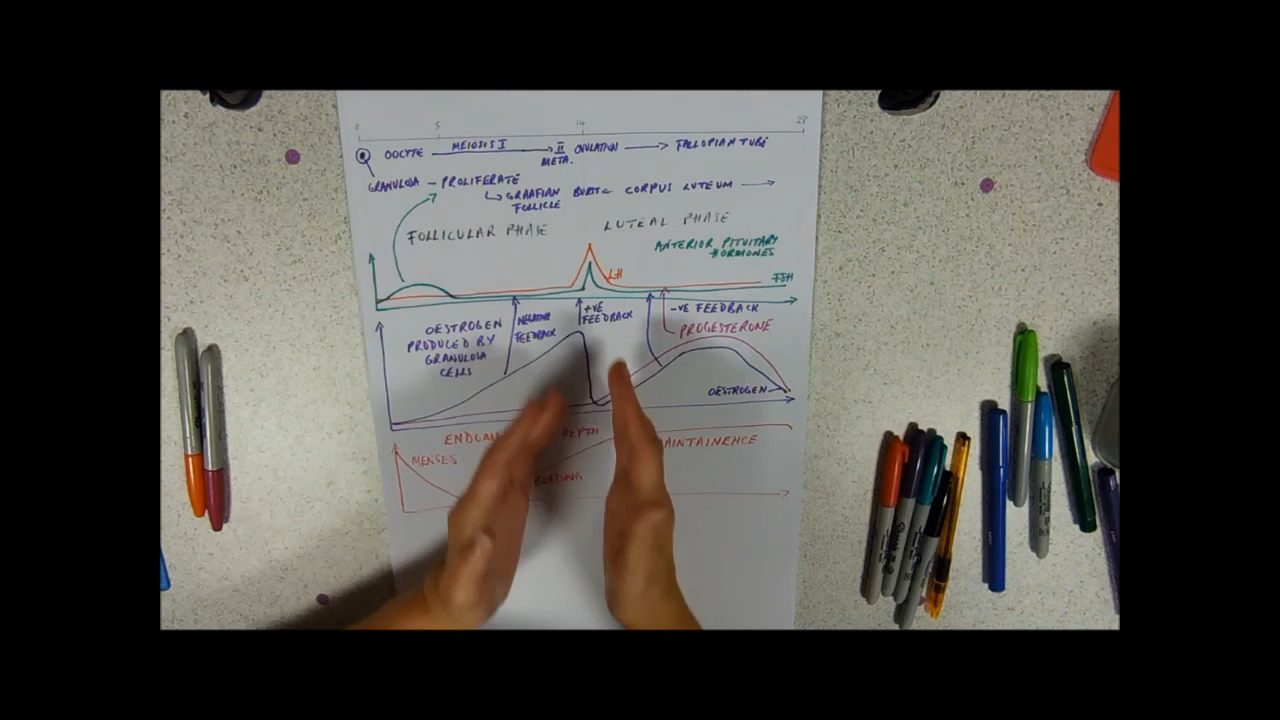 5 14 28
OOCYTE MEIOSIS I II OVULATION FALLOPIAN TUBE
META.
GRANULOSA - PROLIFERATE
GRAAFIAN BURST CORPUS LUTEUM
FOLLICLE
FOLLICULAR PHASE LUTEAL PHASE
ANTERIOR PITUITARY
HORMONES
LH FSH
OESTROGEN
PRODUCED BY
GRANULOSA
CELLS
NEGATIVE
FEEDBACK
+VE
FEEDBACK
-VE FEEDBACK
PROGESTERONE
OESTROGEN
DEPTH
MENSES
MAINTAINENCE